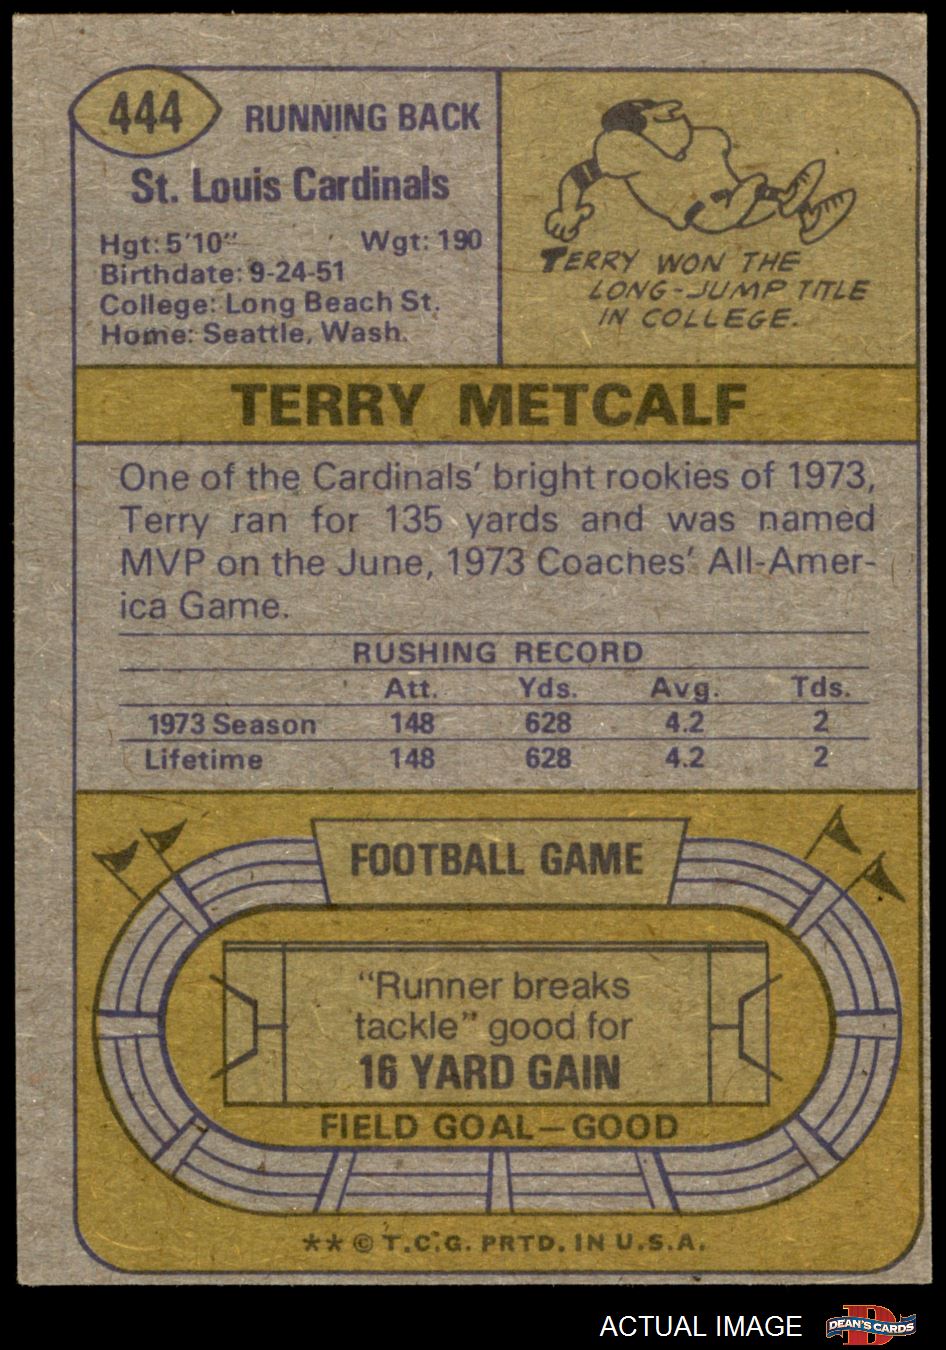 444
RUNNING BACK
St. Louis Cardinals
Hgt: 5'10" Wgt: 190
Birthdate: 9-24-51
College: Long Beach St.
Home: Seattle, Wash.
TERRY WON THE
LONG-JUMP TITLE
IN COLLEGE.
TERRY METCALF
One of the Cardinals' bright rookies of 1973,
Terry ran for 135 yards and was named
MVP on the June, 1973 Coaches' All-Amer-
ica Game.
RUSHING RECORD
Att. Yds. Avg. Tds.
1973 Season 148 628 4.2 2
Lifetime 148 628 4.2 2
FOOTBALL GAME
"Runner breaks
tackle" good for
16 YARD GAIN
FIELD GOAL—GOOD
** © T.C.G. PRTD. IN U.S.A.
ACTUAL IMAGE
D
DEAN'S CARDS